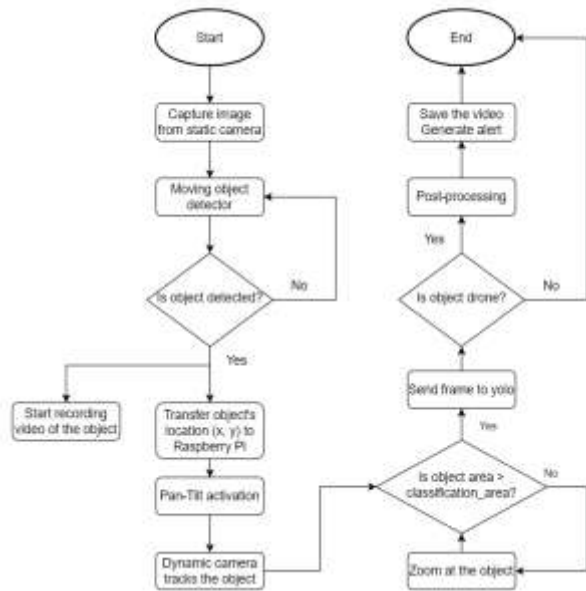 Start
Capture image
from static camera
Moving object
detector
Is object detected?
No
Yes
Start recording
video of the object
Transfer object's
location (x, y) to
Raspberry Pi
Pan-Tilt activation
Dynamic camera
tracks the object
End
Save the video
Generate alert
Post-processing
Yes
Is object drone?
No
Send frame to yolo
Yes
Is object area >
classification_area?
No
Zoom at the object